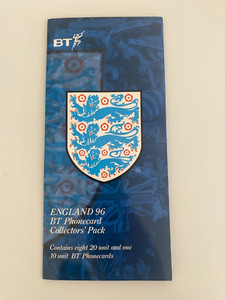 BT
ENGLAND 96
BT Phonecard
Collectors' Pack
Contains eight 20 unit and one
10 unit BT Phonecards